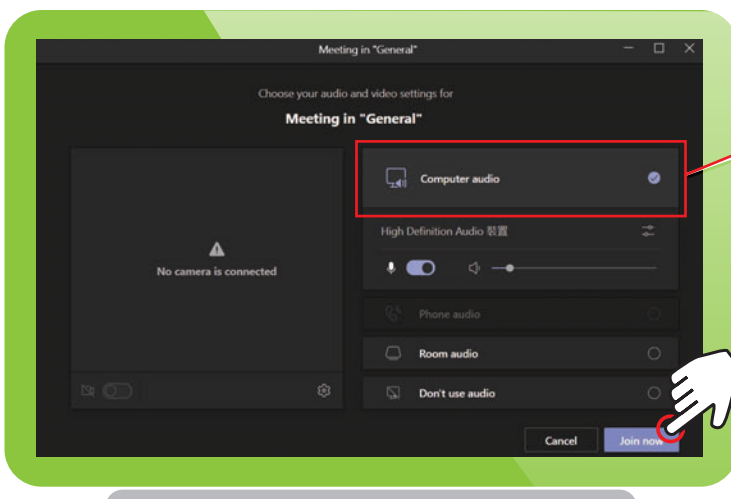 Meeting in "General"
Choose your audio and video settings for
Meeting in "General"
Computer audio
High Definition Audio 裝置
No camera is connected
Phone audio
Room audio
Don't use audio
Cancel
Join now